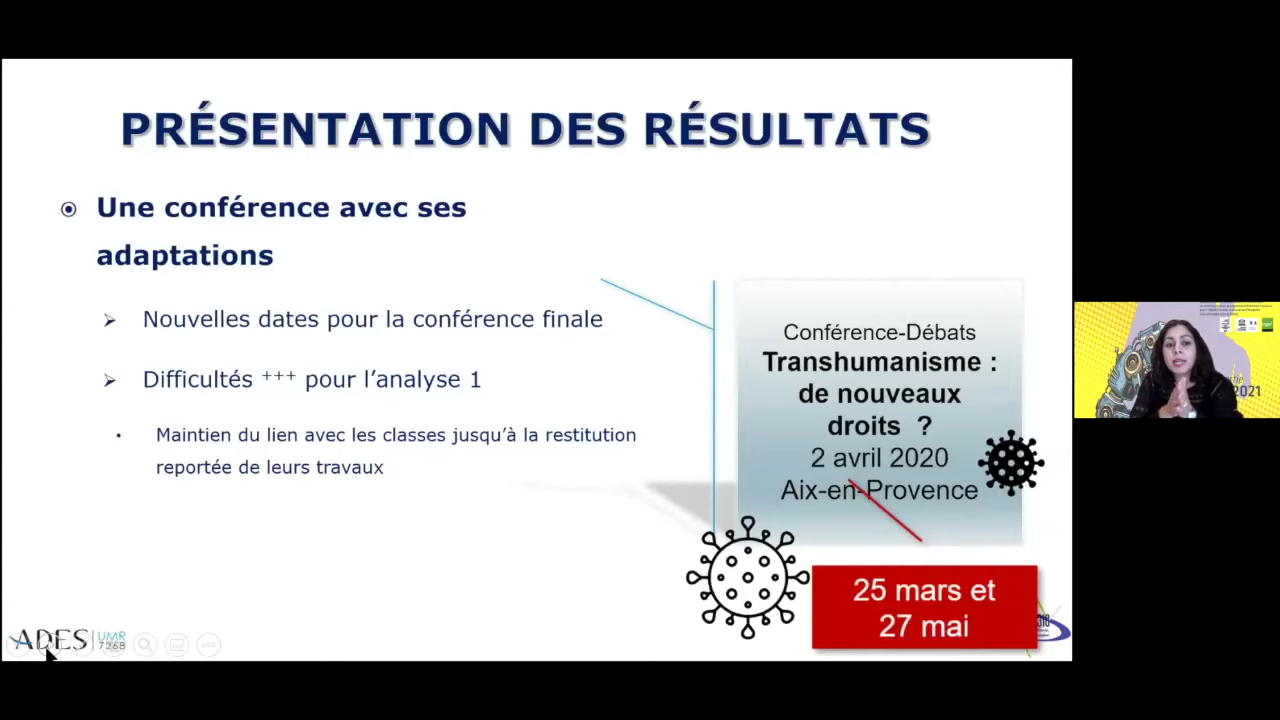 PRÉSENTATION DES RÉSULTATS
Une conférence avec ses
adaptations
Nouvelles dates pour la conférence finale
Difficultés +++ pour l’analyse 1
Maintien du lien avec les classes jusqu’à la restitution
reportée de leurs travaux
Conférence-Débats
Transhumanisme :
de nouveaux
droits ?
2 avril 2020
Aix-en-Provence
25 mars et
27 mai
ADES UMR
7268
2021